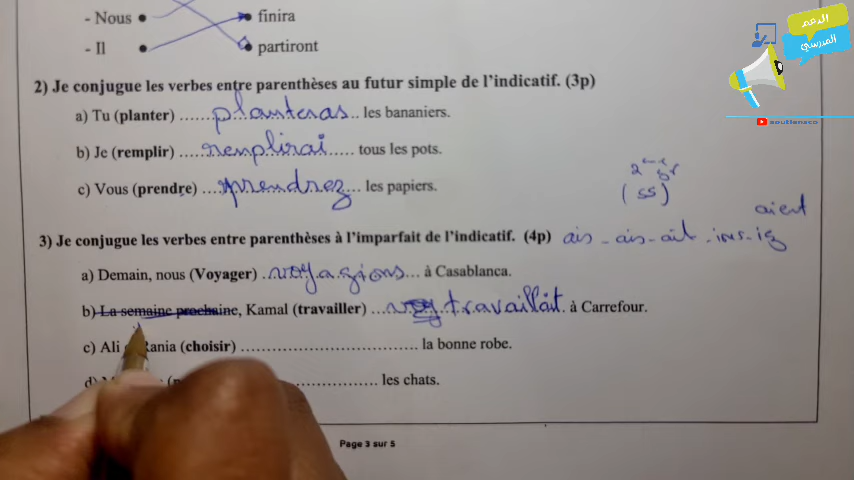 - Nous
finira
- Il
partiront
2) Je conjugue les verbes entre parenthèses au futur simple de l'indicatif. (3p)
a) Tu (planter) ...... planteras .. les bananiers.
b) Je (remplir) .... remplirai ..... tous les pots.
c) Vous (prendre) .... prendrez ... les papiers.
2ème gr
(ss)
aient
3) Je conjugue les verbes entre parenthèses à l'imparfait de l'indicatif. (4p) ais - ais - ait - ions - iez
a) Demain, nous (Voyager) . voyagions ... à Casablanca.
b) La semaine prochaine, Kamal (travailler) ... travaillait . à Carrefour.
c) Ali Rania (choisir) ........................................ la bonne robe.
d) .................. les chats.
Page 3 sur 5
الدعم
المدرسي
soutieneco